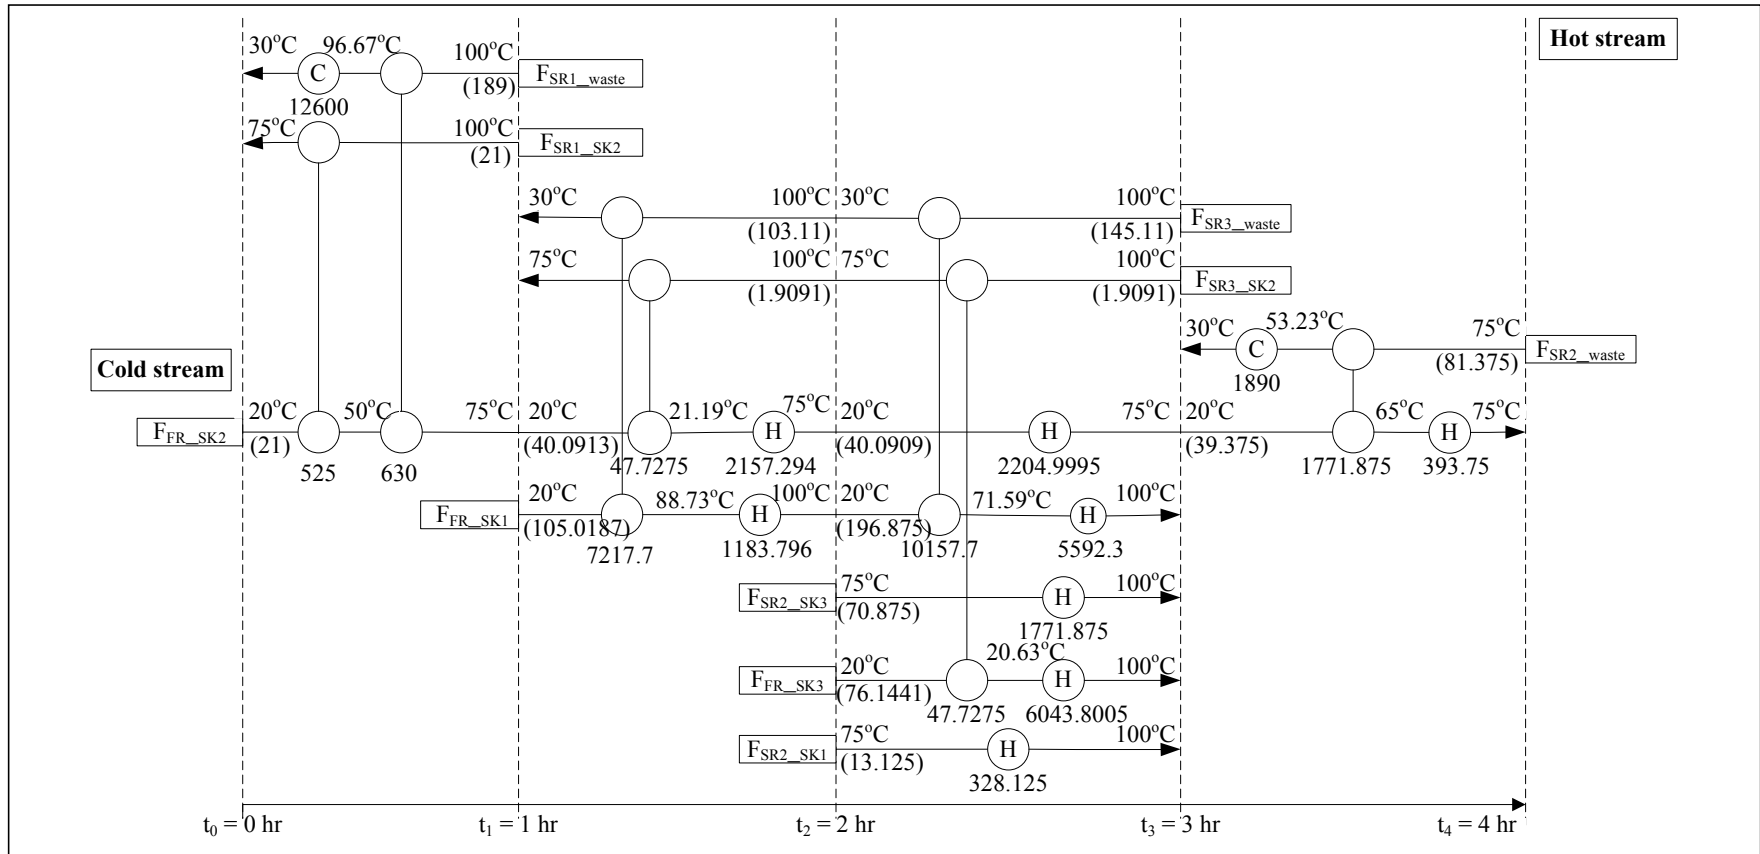 Hot stream
30°C 96.67°C 100°C
C F_SR1_waste
12600 (189)
75°C 100°C F_SR1_SK2
(21)
30°C 100°C 30°C 100°C
F_SR3_waste
(103.11) (145.11)
75°C 100°C 75°C 100°C
F_SR3_SK2
(1.9091) (1.9091)
30°C 53.23°C 75°C
C F_SR2_waste
1890 (81.375)
Cold stream
20°C 50°C 75°C 20°C 21.19°C 75°C 20°C 75°C 20°C 65°C 75°C
F_FR_SK2 H H H
(21) (40.0913) (40.0909) (39.375)
525 630 47.7275 2157.294 2204.9995 1771.875 393.75
20°C 88.73°C 100°C 20°C 71.59°C 100°C
F_FR_SK1 H H
(105.0187) (196.875)
7217.7 1183.796 10157.7 5592.3
75°C 100°C
F_SR2_SK3 H
(70.875)
1771.875
20°C 20.63°C 100°C
F_FR_SK3 H
(76.1441)
47.7275 6043.8005
75°C 100°C
F_SR2_SK1 H
(13.125)
328.125
t₀ = 0 hr t₁ = 1 hr t₂ = 2 hr t₃ = 3 hr t₄ = 4 hr